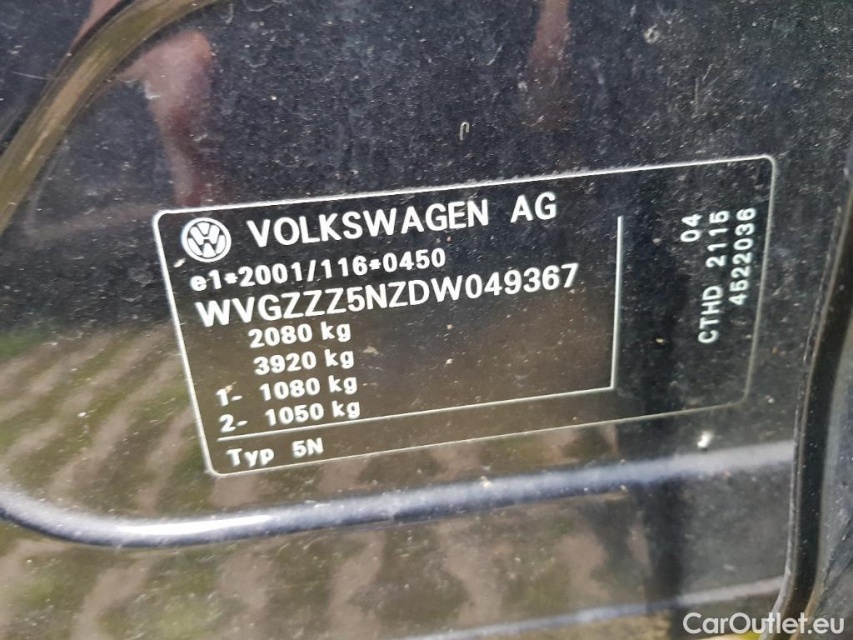 VOLKSWAGEN AG
e1*2001/116*0450
WVGZZZ5NZDW049367
2080 kg
3920 kg
1- 1080 kg
2- 1050 kg
Typ 5N
04
CTHD 2115
4522036
CarOutlet.eu